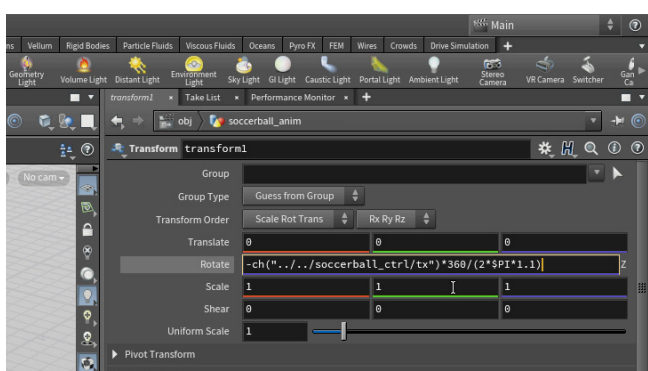 Main
ns Vellum Rigid Bodies Particle Fluids Viscous Fluids Oceans Pyro FX FEM Wires Crowds Drive Simulation +
Geometry Light Volume Light Distant Light Environment Light Sky Light GI Light Caustic Light Portal Light Ambient Light Stereo Camera VR Camera Switcher Gan Ca
transform1 × Take List × Performance Monitor × +
obj soccerball_anim
Transform transform1
No cam
Group
Group Type Guess from Group
Transform Order Scale Rot Trans Rx Ry Rz
Translate 0 0 0
Rotate -ch("../../soccerball_ctrl/tx")*360/(2*$PI*1.1) Z
Scale 1 1 1
Shear 0 0 0
Uniform Scale 1
Pivot Transform